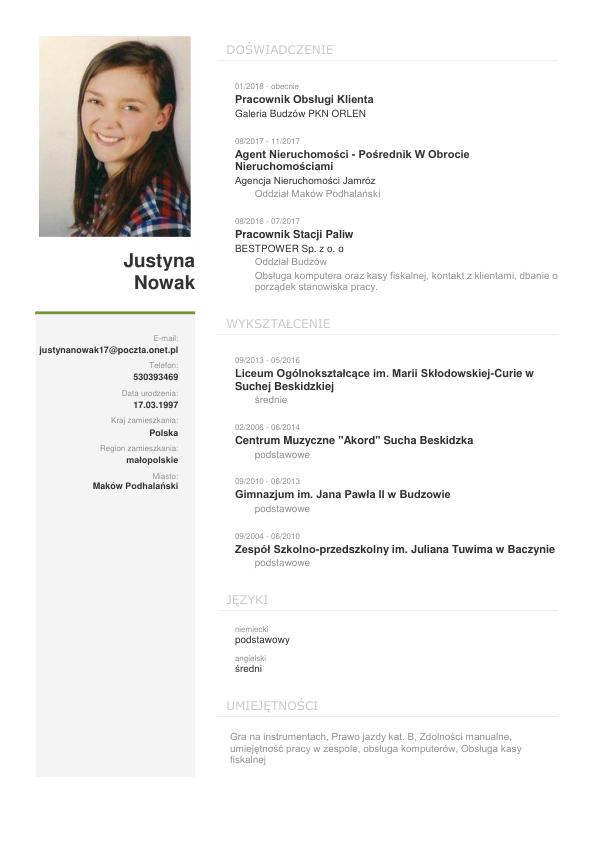 Justyna
Nowak
E-mail:
justynanowak17@poczta.onet.pl
Telefon:
530393469
Data urodzenia:
17.03.1997
Kraj zamieszkania:
Polska
Region zamieszkania:
małopolskie
Miasto:
Maków Podhalański
DOŚWIADCZENIE
01/2018 - obecnie
Pracownik Obsługi Klienta
Galeria Budzów PKN ORLEN
08/2017 - 11/2017
Agent Nieruchomości - Pośrednik W Obrocie
Nieruchomościami
Agencja Nieruchomości Jamróz
Oddział Maków Podhalański
08/2016 - 07/2017
Pracownik Stacji Paliw
BESTPOWER Sp. z o. o
Oddział Budzów
Obsługa komputera oraz kasy fiskalnej, kontakt z klientami, dbanie o
porządek stanowiska pracy.
WYKSZTAŁCENIE
09/2013 - 05/2016
Liceum Ogólnokształcące im. Marii Skłodowskiej-Curie w
Suchej Beskidzkiej
średnie
02/2006 - 06/2014
Centrum Muzyczne "Akord" Sucha Beskidzka
podstawowe
09/2010 - 06/2013
Gimnazjum im. Jana Pawła II w Budzowie
podstawowe
09/2004 - 06/2010
Zespół Szkolno-przedszkolny im. Juliana Tuwima w Baczynie
podstawowe
JĘZYKI
niemiecki
podstawowy
angielski
średni
UMIEJĘTNOŚCI
Gra na instrumentach, Prawo jazdy kat. B, Zdolności manualne,
umiejętność pracy w zespole, obsługa komputerów, Obsługa kasy
fiskalnej